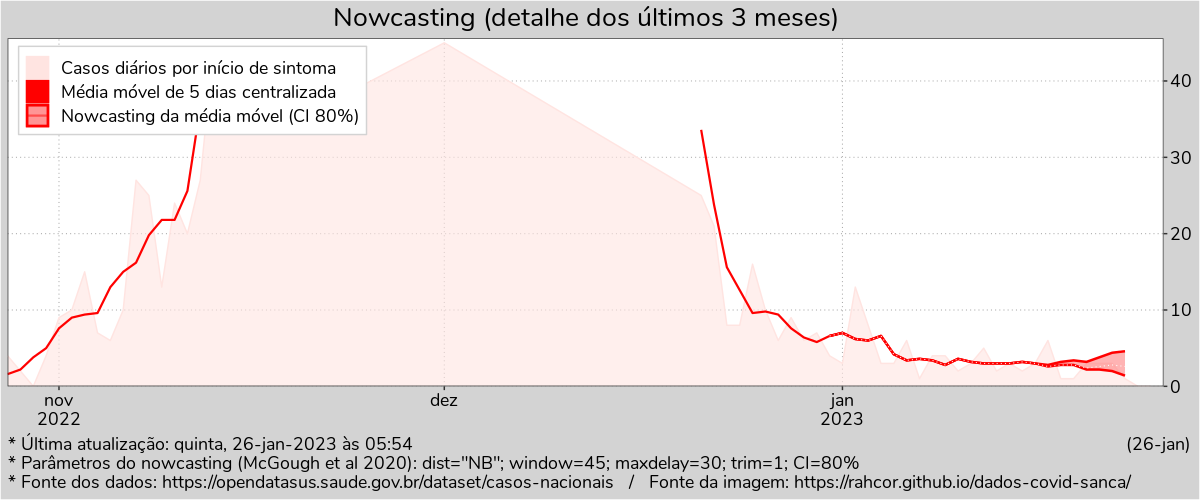 Nowcasting (detalhe dos últimos 3 meses)
Casos diários por início de sintoma
Média móvel de 5 dias centralizada
Nowcasting da média móvel (CI 80%)
40
30
20
10
0
nov
2022
dez
jan
2023
* Última atualização: quinta, 26-jan-2023 às 05:54
(26-jan)
* Parâmetros do nowcasting (McGough et al 2020): dist="NB"; window=45; maxdelay=30; trim=1; CI=80%
* Fonte dos dados: https://opendatasus.saude.gov.br/dataset/casos-nacionais / Fonte da imagem: https://rahcor.github.io/dados-covid-sanca/